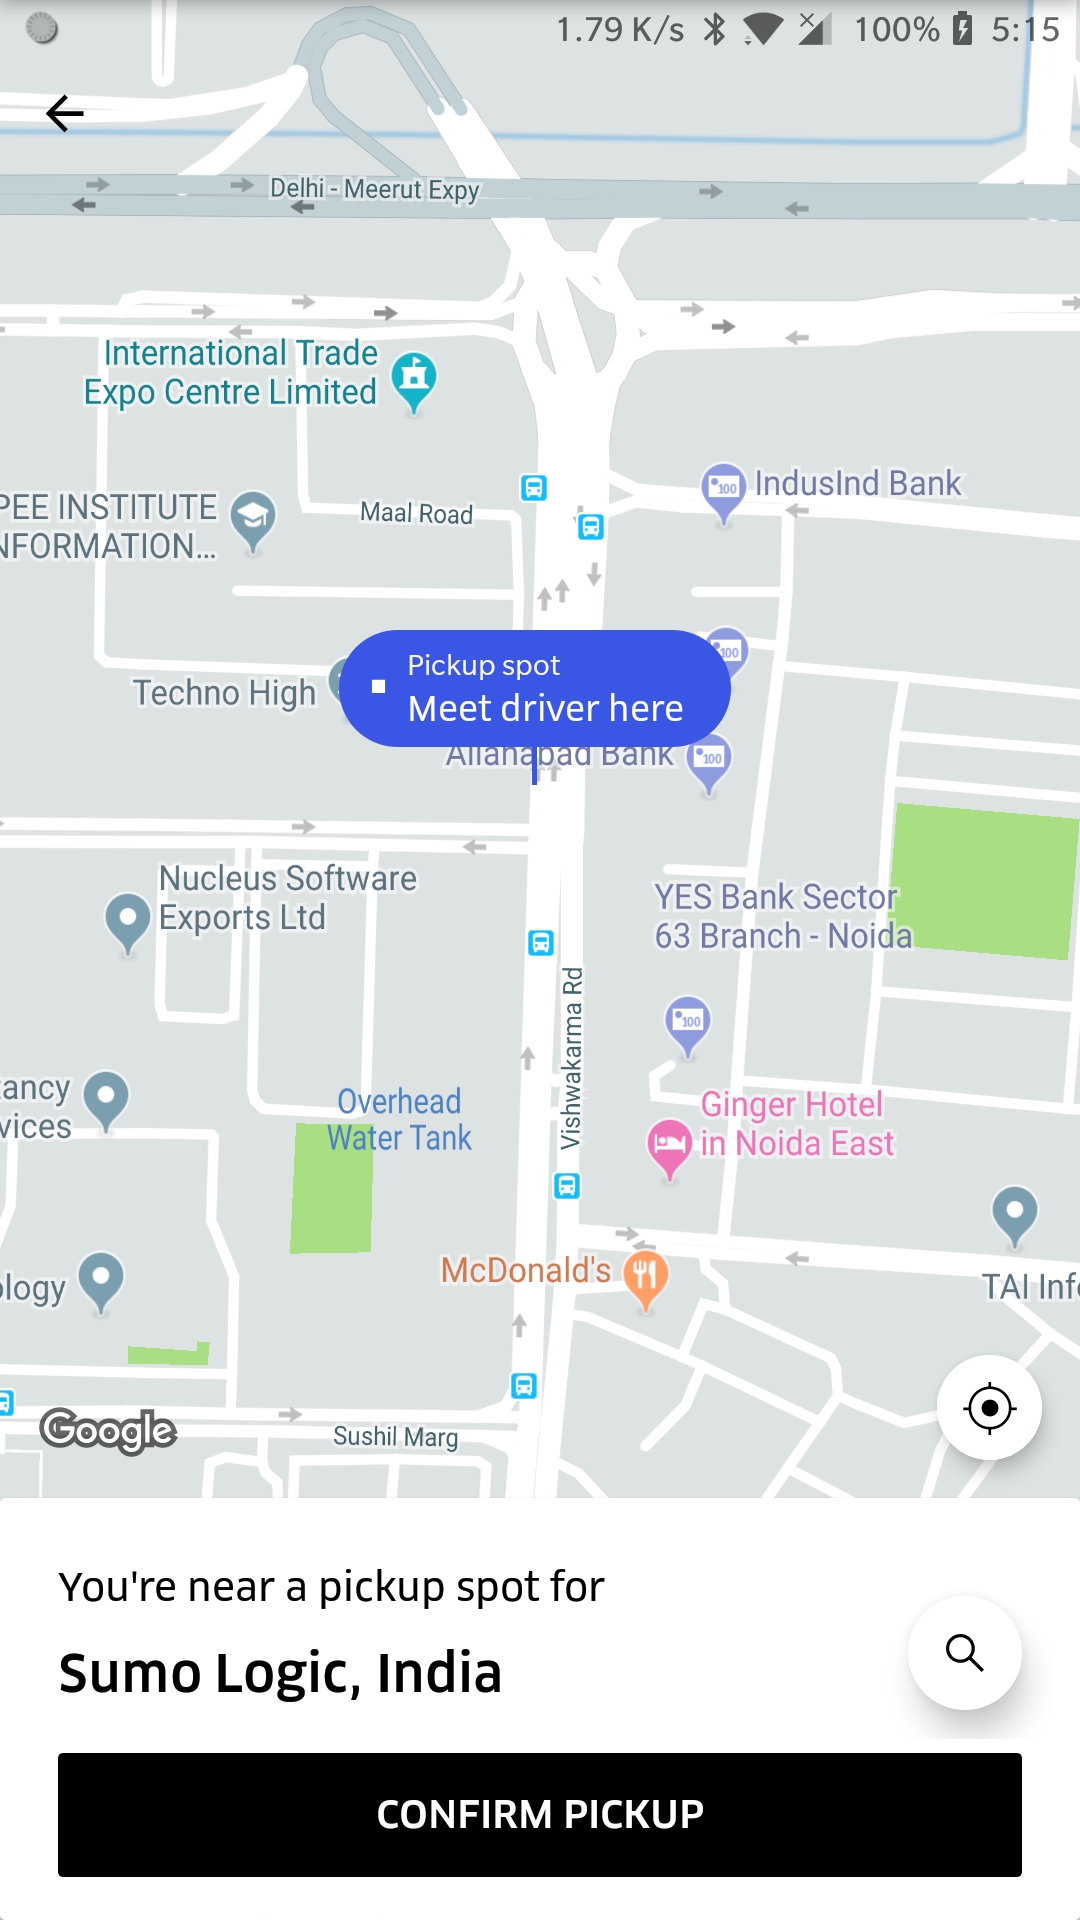 1.79 K/s 100% 5:15
Delhi - Meerut Expy
International Trade
Expo Centre Limited
IndusInd Bank
PEE INSTITUTE
NFORMATION...
Maal Road
Pickup spot
Meet driver here
Techno High
Allahabad Bank
Nucleus Software
Exports Ltd
YES Bank Sector
63 Branch - Noida
Vishwakarma Rd
tancy
vices
Overhead
Water Tank
Ginger Hotel
in Noida East
McDonald's
ology
TAI Inf
Google
Sushil Marg
You're near a pickup spot for
Sumo Logic, India
CONFIRM PICKUP